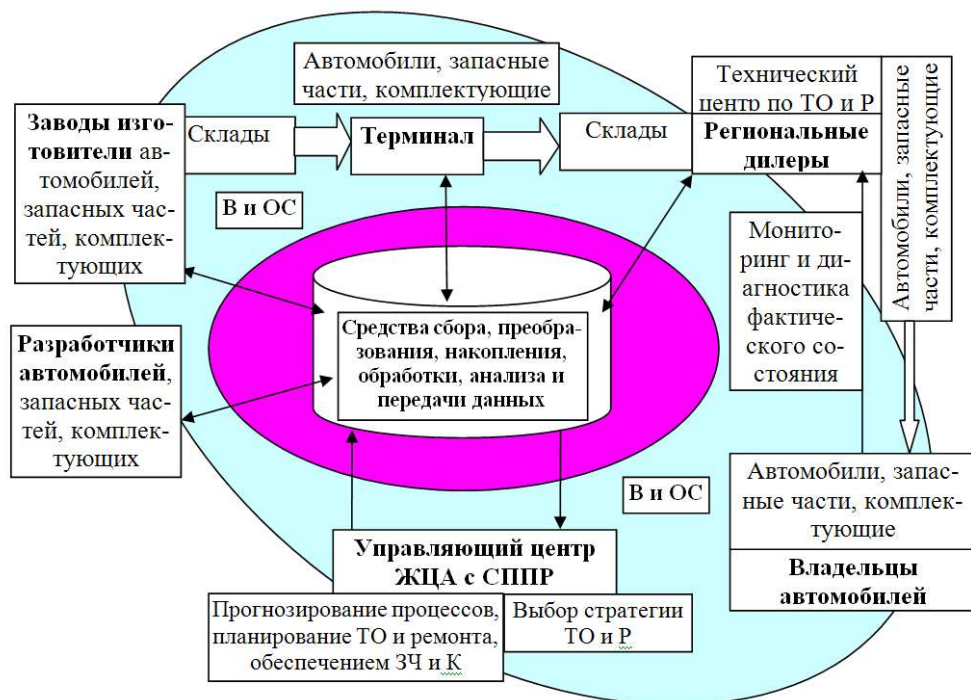 Автомобили, запасные
части, комплектующие
Технический
центр по ТО и Р
Автомобили, запасные
части, комплектующие
Заводы изго-
товители ав-
томобилей,
запасных час-
тей, комплек-
тующих
Склады
Терминал
Склады
Региональные
дилеры
В и ОС
Монито-
ринг и ди-
агностика
фактиче-
ского со-
стояния
Средства сбора, преобра-
зования, накопления,
обработки, анализа и
передачи данных
Разработчики
автомобилей,
запасных час-
тей, комплек-
тующих
В и ОС
Автомобили, запас-
ные части, комплек-
тующие
Владельцы
автомобилей
Управляющий центр
ЖЦА с СППР
Прогнозирование процессов,
планирование ТО и ремонта,
обеспечением ЗЧ и К
Выбор стратегии
ТО и Р